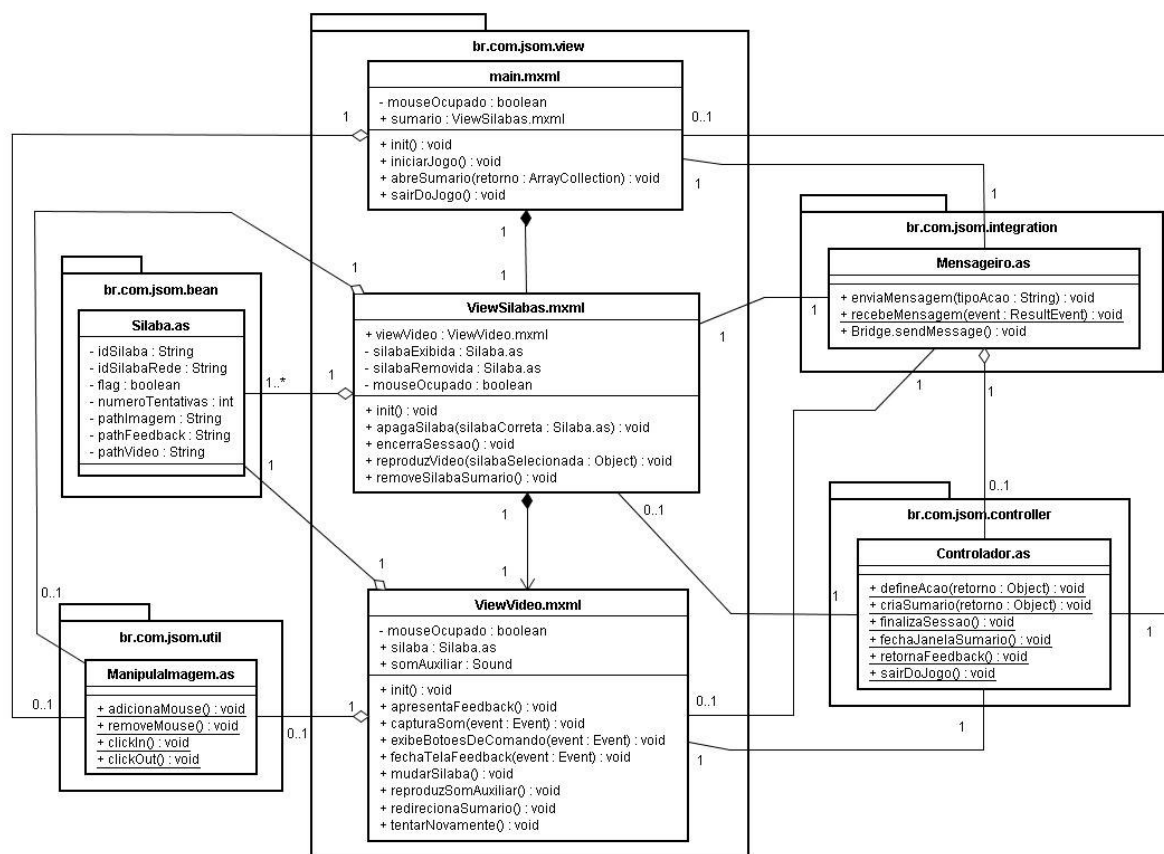 br.com.jsom.view
main.mxml
- mouseOcupado : boolean
+ sumario : ViewSilabas.mxml
+ init() : void
+ iniciarJogo() : void
+ abreSumario(retorno : ArrayCollection) : void
+ sairDoJogo() : void
1
0..1
1
1
1
1
br.com.jsom.integration
Mensageiro.as
+ enviaMensagem(tipoAcao : String) : void
+ recebeMensagem(event : ResultEvent) : void
+ Bridge.sendMessage() : void
1
1
1
1
0..1
br.com.jsom.bean
Silaba.as
- idSilaba : String
- idSilabaRede : String
- flag : boolean
- numeroTentativas : int
- pathImagem : String
- pathFeedback : String
- pathVideo : String
1..*
1
1
1
ViewSilabas.mxml
+ viewVideo : ViewVideo.mxml
- silabaExibida : Silaba.as
- silabaRemovida : Silaba.as
- mouseOcupado : boolean
+ init() : void
+ apagaSilaba(silabaCorreta : Silaba.as) : void
+ encerraSessao() : void
+ reproduzVideo(silabaSelecionada : Object) : void
+ removeSilabaSumario() : void
1
0..1
1
1
br.com.jsom.controller
Controlador.as
+ defineAcao(retorno : Object) : void
+ criaSumario(retorno : Object) : void
+ finalizaSessao() : void
+ fechaJanelaSumario() : void
+ retornaFeedback() : void
+ sairDoJogo() : void
1
1
1
br.com.jsom.util
ManipulaImagem.as
+ adicionaMouse() : void
+ removeMouse() : void
+ clickIn() : void
+ clickOut() : void
0..1
0..1
0..1
1
ViewVideo.mxml
- mouseOcupado : boolean
+ silaba : Silaba.as
+ somAuxiliar : Sound
+ init() : void
+ apresentaFeedback() : void
+ capturaSom(event : Event) : void
+ exibeBotoesDeComando(event : Event) : void
+ fechaTelaFeedback(event : Event) : void
+ mudarSilaba() : void
+ reproduzSomAuxiliar() : void
+ redirecionaSumario() : void
+ tentarNovamente() : void
0..1
1